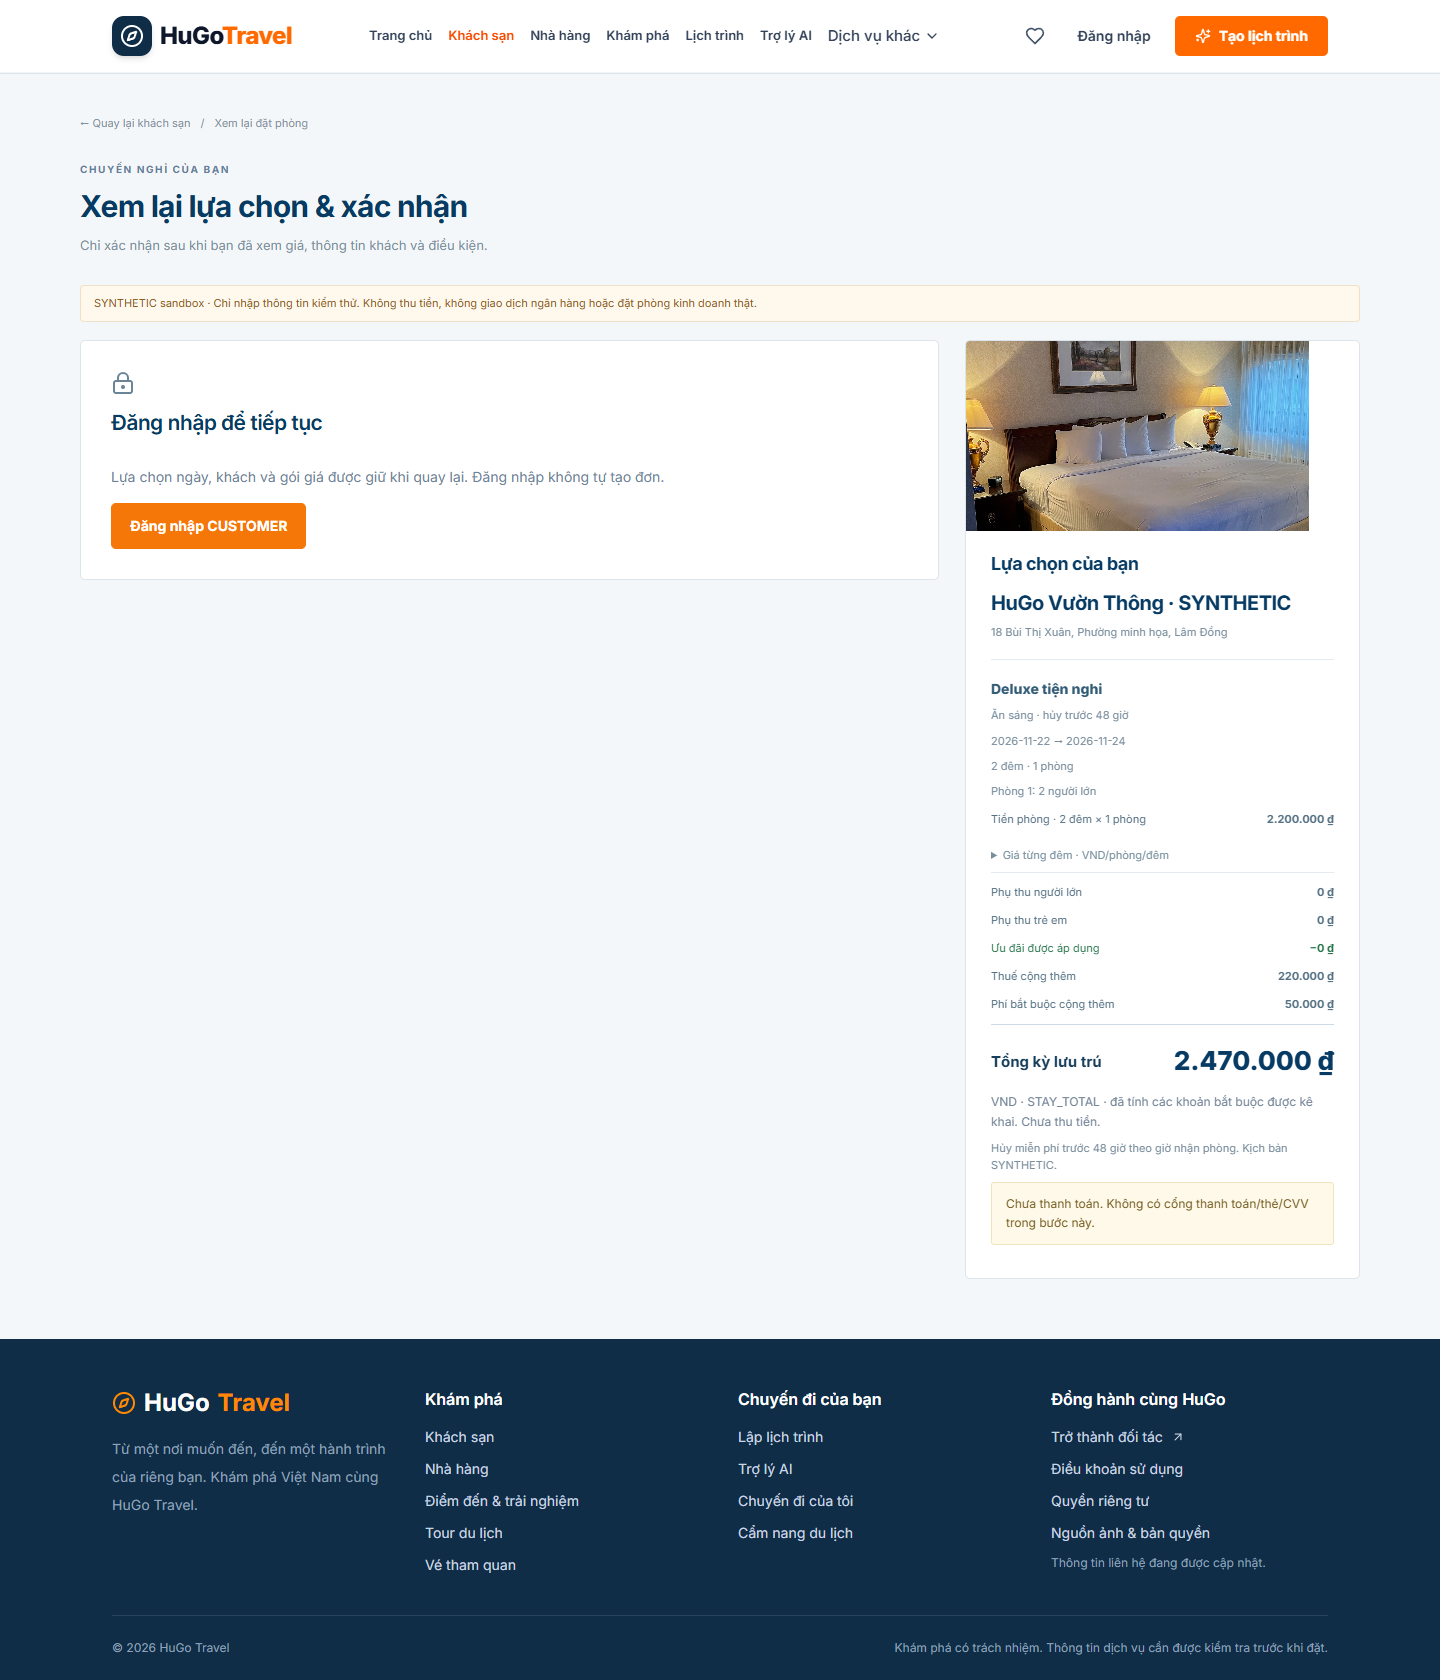 HuGoTravel
Trang chủ Khách sạn Nhà hàng Khám phá Lịch trình Trợ lý AI Dịch vụ khác
Đăng nhập
Tạo lịch trình
← Quay lại khách sạn / Xem lại đặt phòng
CHUYẾN NGHỈ CỦA BẠN
Xem lại lựa chọn & xác nhận
Chỉ xác nhận sau khi bạn đã xem giá, thông tin khách và điều kiện.
SYNTHETIC sandbox · Chỉ nhập thông tin kiểm thử. Không thu tiền, không giao dịch ngân hàng hoặc đặt phòng kinh doanh thật.
Đăng nhập để tiếp tục
Lựa chọn ngày, khách và gói giá được giữ khi quay lại. Đăng nhập không tự tạo đơn.
Đăng nhập CUSTOMER
Lựa chọn của bạn
HuGo Vườn Thông · SYNTHETIC
18 Bùi Thị Xuân, Phường minh họa, Lâm Đồng
Deluxe tiện nghi
Ăn sáng · hủy trước 48 giờ
2026-11-22 → 2026-11-24
2 đêm · 1 phòng
Phòng 1: 2 người lớn
Tiền phòng · 2 đêm × 1 phòng 2.200.000 ₫
▶ Giá từng đêm · VND/phòng/đêm
Phụ thu người lớn 0 ₫
Phụ thu trẻ em 0 ₫
Ưu đãi được áp dụng −0 ₫
Thuế cộng thêm 220.000 ₫
Phí bắt buộc cộng thêm 50.000 ₫
Tổng kỳ lưu trú 2.470.000 ₫
VND · STAY_TOTAL · đã tính các khoản bắt buộc được kê
khai. Chưa thu tiền.
Hủy miễn phí trước 48 giờ theo giờ nhận phòng. Kịch bản
SYNTHETIC.
Chưa thanh toán. Không có cổng thanh toán/thẻ/CVV
trong bước này.
HuGo Travel
Từ một nơi muốn đến, đến một hành trình
của riêng bạn. Khám phá Việt Nam cùng
HuGo Travel.
Khám phá
Khách sạn
Nhà hàng
Điểm đến & trải nghiệm
Tour du lịch
Vé tham quan
Chuyến đi của bạn
Lập lịch trình
Trợ lý AI
Chuyến đi của tôi
Cẩm nang du lịch
Đồng hành cùng HuGo
Trở thành đối tác ↗
Điều khoản sử dụng
Quyền riêng tư
Nguồn ảnh & bản quyền
Thông tin liên hệ đang được cập nhật.
© 2026 HuGo Travel
Khám phá có trách nhiệm. Thông tin dịch vụ cần được kiểm tra trước khi đặt.